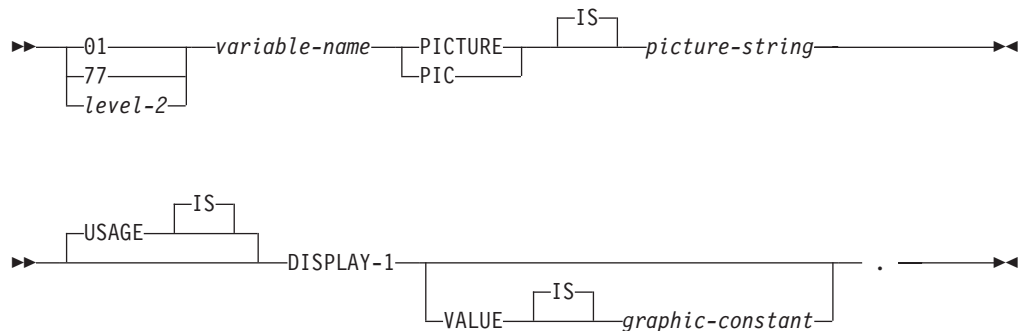 IS
01 variable-name PICTURE IS picture-string
77 PIC
level-2
IS
USAGE
DISPLAY-1 .
IS
VALUE graphic-constant